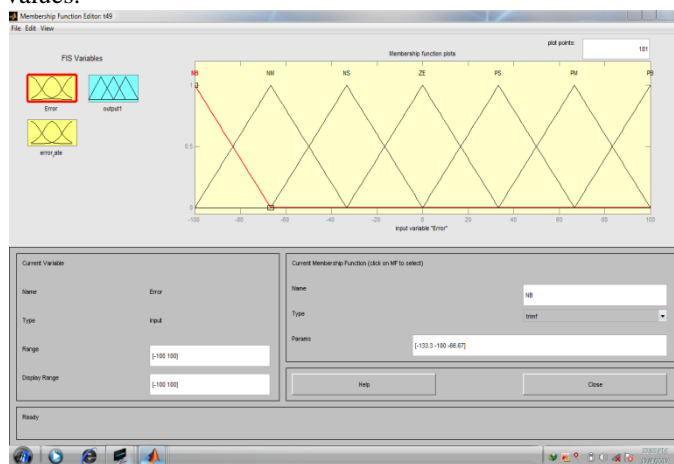 values.
Membership Function Editor: t49
File Edit View
FIS Variables
Error
output1
error_rate
Membership function plots
plot points:
181
NB NM NS ZE PS PM PB
1
0.5
0
-100 -80 -60 -40 -20 0 20 40 60 80 100
input variable "Error"
Current Variable
Name Error
Type input
Range [-100 100]
Display Range [-100 100]
Current Membership Function (click on MF to select)
Name NB
Type trimf
Params [-133.3 -100 -66.67]
Help Close
Ready